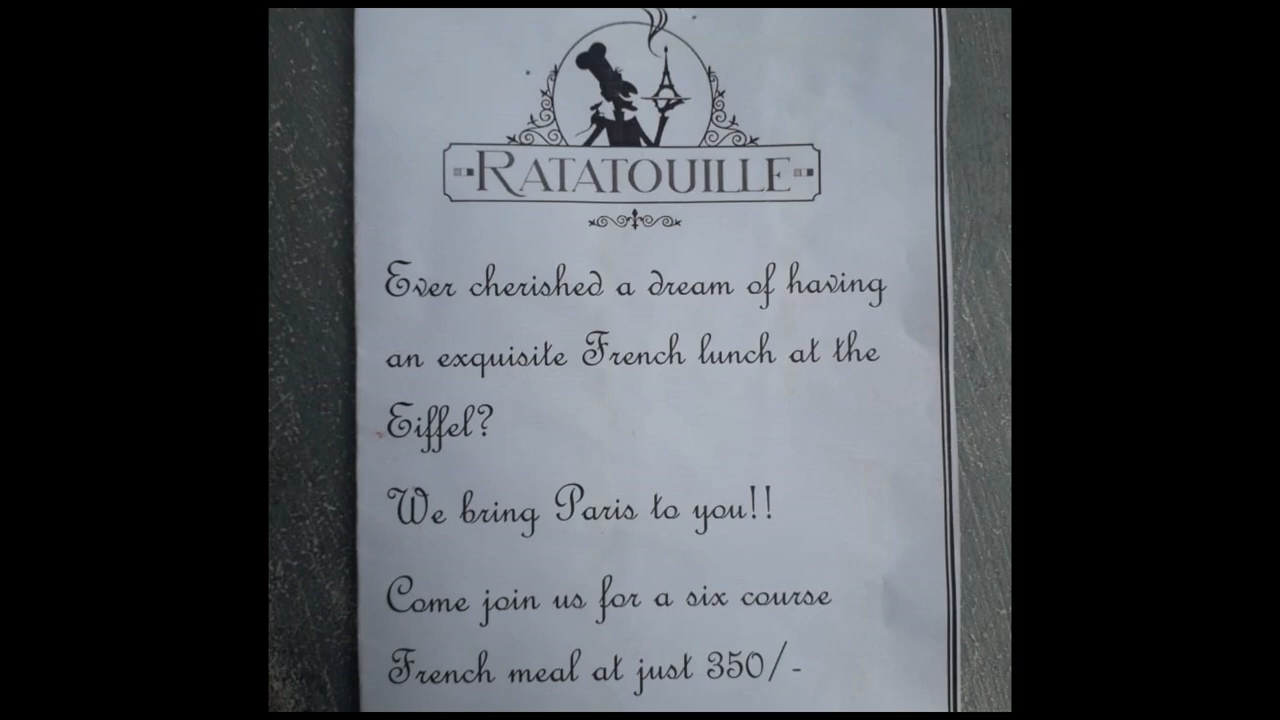 RATATOUILLE
Ever cherished a dream of having
an exquisite French lunch at the
Eiffel?
We bring Paris to you!!
Come join us for a six course
French meal at just 350/-